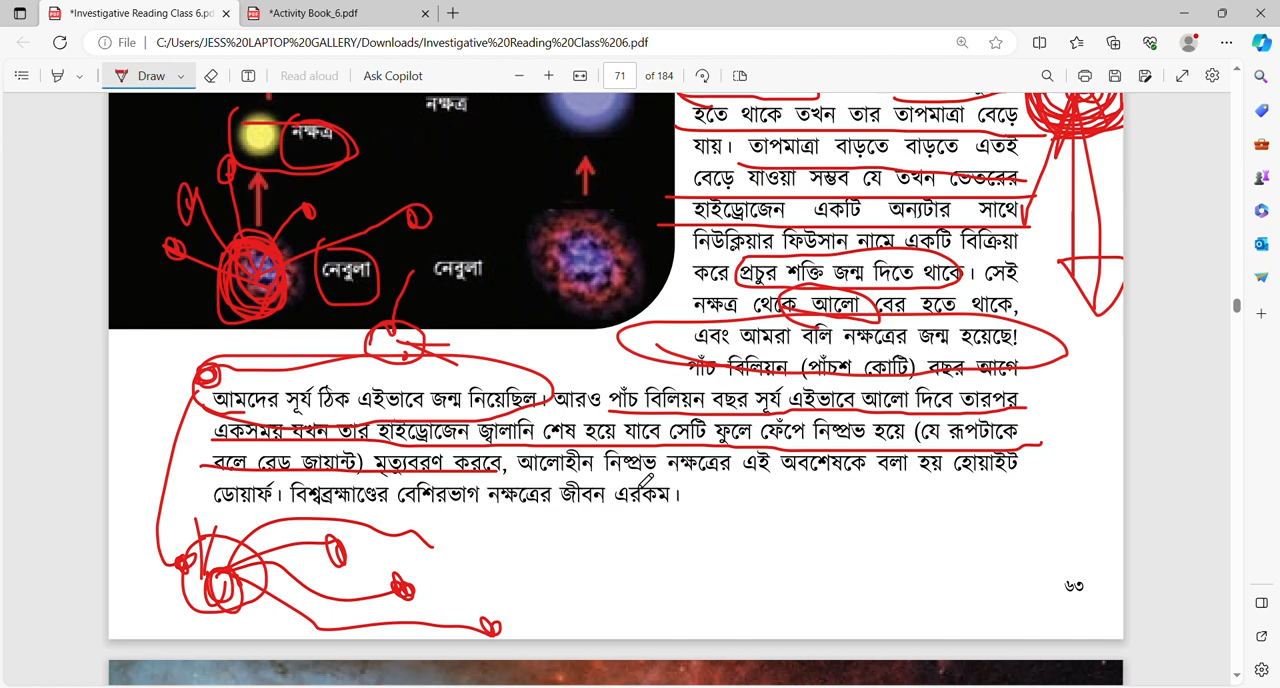 *Investigative Reading Class 6.pd
*Activity Book_6.pdf
File
C:/Users/JESS%20LAPTOP%20GALLERY/Downloads/Investigative%20Reading%20Class%206.pdf
Draw
Read aloud
Ask Copilot
71
of 184
নক্ষত্র
নক্ষত্র
নেবুলা
নেবুলা
হতে থাকে তখন তার তাপমাত্রা বেড়ে
যায়। তাপমাত্রা বাড়তে বাড়তে এতই
বেড়ে যাওয়া সম্ভব যে তখন ভেতরের
হাইড্রোজেন একটি অন্যটার সাথে
নিউক্লিয়ার ফিউসান নামে একটি বিক্রিয়া
করে প্রচুর শক্তি জন্ম দিতে থাকে। সেই
নক্ষত্র থেকে আলো বের হতে থাকে,
এবং আমরা বলি নক্ষত্রের জন্ম হয়েছে!
পাঁচ বিলিয়ন (পাঁচশ কোটি) বছর আগে
আমদের সূর্য ঠিক এইভাবে জন্ম নিয়েছিল। আরও পাঁচ বিলিয়ন বছর সূর্য এইভাবে আলো দিবে তারপর
একসময় যখন তার হাইড্রোজেন জ্বালানি শেষ হয়ে যাবে সেটি ফুলে ফেঁপে নিষ্প্রভ হয়ে (যে রূপটাকে
বলে রেড জায়ান্ট) মৃত্যুবরণ করবে, আলোহীন নিষ্প্রভ নক্ষত্রের এই অবশেষকে বলা হয় হোয়াইট
ডোয়ার্ফ। বিশ্বব্রহ্মাণ্ডের বেশিরভাগ নক্ষত্রের জীবন এরকম।
৬৩